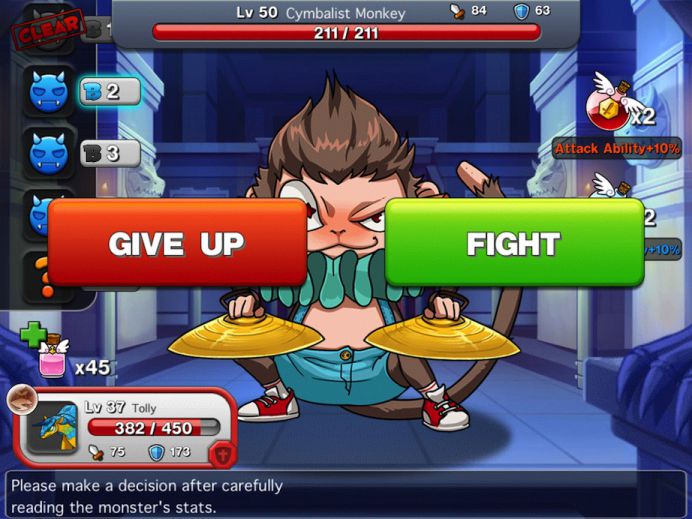 Lv 50 Cymbalist Monkey 84 63
211 / 211
CLEAR
B 2
B 3
x2
Attack Ability+10%
GIVE UP
FIGHT
2
+10%
?
x45
Lv 37 Tolly
382 / 450
75 173
Please make a decision after carefully
reading the monster's stats.